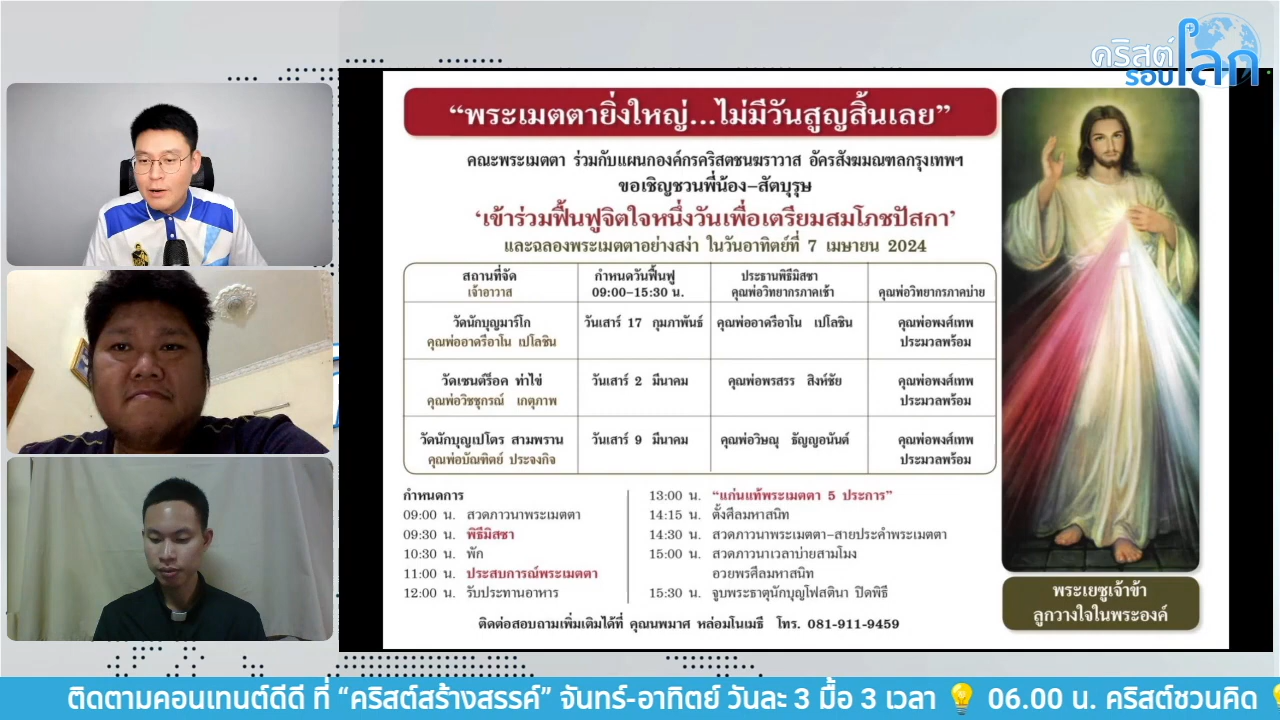 คริสต์
รอบ
โลก
“พระเมตตายิ่งใหญ่...ไม่มีวันสูญสิ้นเลย”
คณะพระเมตตา ร่วมกับแผนกองค์กรคริสตชนฆราวาส อัครสังฆมณฑลกรุงเทพฯ
ขอเชิญชวนพี่น้อง-สัตบุรุษ
‘เข้าร่วมฟื้นฟูจิตใจหนึ่งวันเพื่อเตรียมสมโภชปัสกา’
และฉลองพระเมตตาอย่างสง่า ในวันอาทิตย์ที่ 7 เมษายน 2024
สถานที่จัด
เจ้าอาวาส
กำหนดวันฟื้นฟู
09:00-15:30 น.
ประธานพิธีมิสซา
คุณพ่อวิทยากรภาคเช้า
คุณพ่อวิทยากรภาคบ่าย
วัดนักบุญมาร์โก
คุณพ่ออาดรีอาโน เปโลซิน
วันเสาร์ 17 กุมภาพันธ์
คุณพ่ออาดรีอาโน เปโลซิน
คุณพ่อพงศ์เทพ
ประมวลพร้อม
วัดเซนต์ร็อค ท่าไข่
คุณพ่อวิชชุกรณ์ เกตุภาพ
วันเสาร์ 2 มีนาคม
คุณพ่อพรสรร สิงห์ชัย
คุณพ่อพงศ์เทพ
ประมวลพร้อม
วัดนักบุญเปโตร สามพราน
คุณพ่อบัณฑิตย์ ประจงกิจ
วันเสาร์ 9 มีนาคม
คุณพ่อวิษณุ ธัญญอนันต์
คุณพ่อพงศ์เทพ
ประมวลพร้อม
กำหนดการ
09:00 น. สวดภาวนาพระเมตตา
09:30 น. พิธีมิสซา
10:30 น. พัก
11:00 น. ประสบการณ์พระเมตตา
12:00 น. รับประทานอาหาร
13:00 น. “แก่นแท้พระเมตตา 5 ประการ”
14:15 น. ตั้งศีลมหาสนิท
14:30 น. สวดภาวนาพระเมตตา-สายประคำพระเมตตา
15:00 น. สวดภาวนาเวลาบ่ายสามโมง
อวยพรศีลมหาสนิท
15:30 น. จูบพระธาตุนักบุญโฟสตินา ปิดพิธี
ติดต่อสอบถามเพิ่มเติมได้ที่ คุณนพมาศ หล่อมโนเมธี โทร. 081-911-9459
พระเยซูเจ้าข้า
ลูกวางใจในพระองค์
ติดตามคอนเทนต์ดีดี ที่ “คริสต์สร้างสรรค์” จันทร์-อาทิตย์ วันละ 3 มื้อ 3 เวลา 💡 06.00 น. คริสต์ชวนคิด